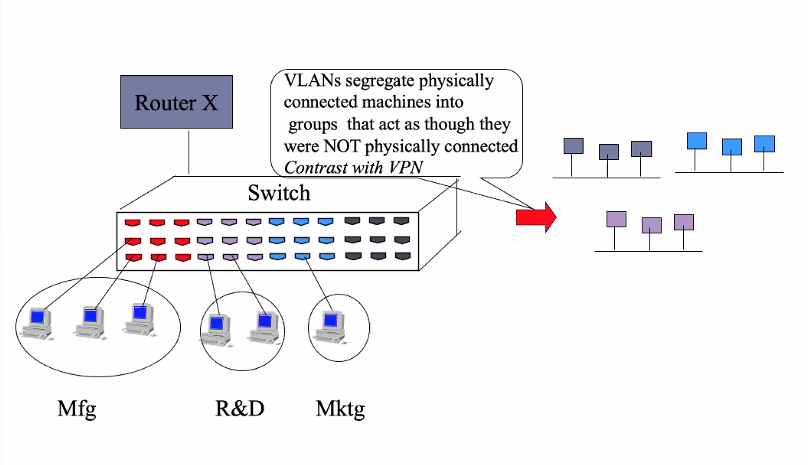 Router X
VLANs segregate physically
connected machines into
groups that act as though they
were NOT physically connected
Contrast with VPN
Switch
Mfg
R&D
Mktg